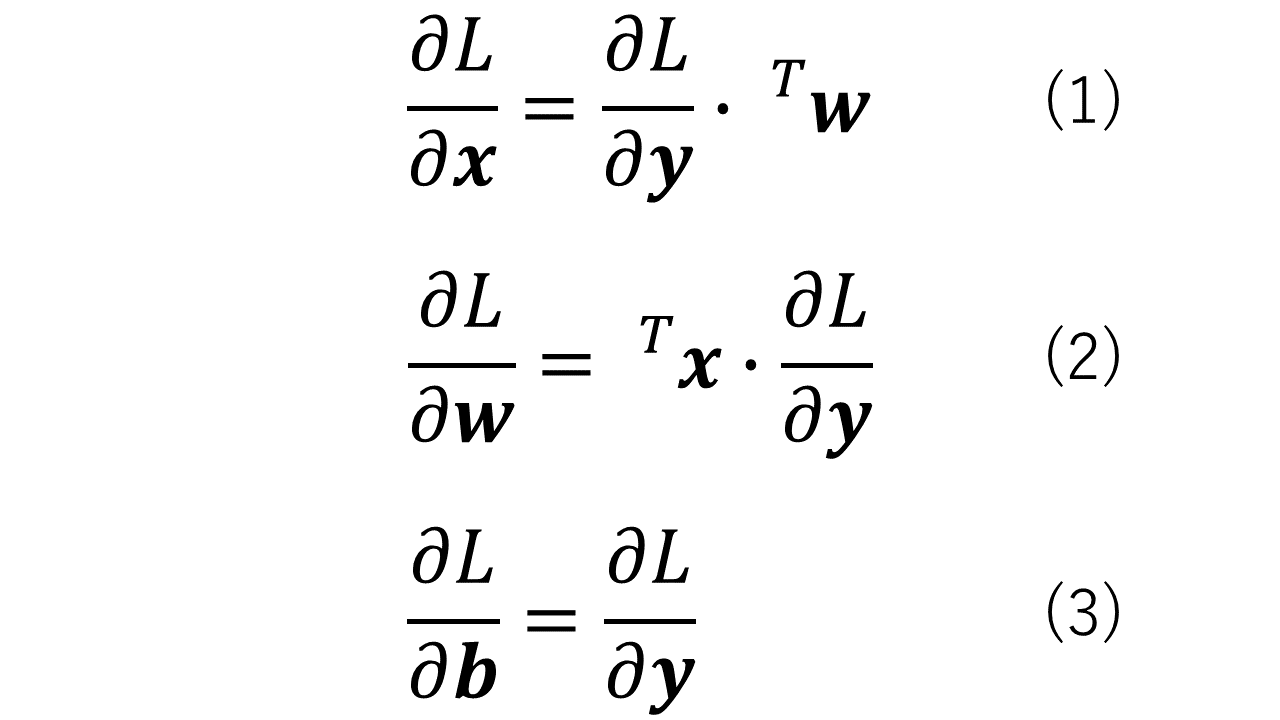 ∂L/∂x = ∂L/∂y · ᵀw (1)
∂L/∂w = ᵀx · ∂L/∂y (2)
∂L/∂b = ∂L/∂y (3)